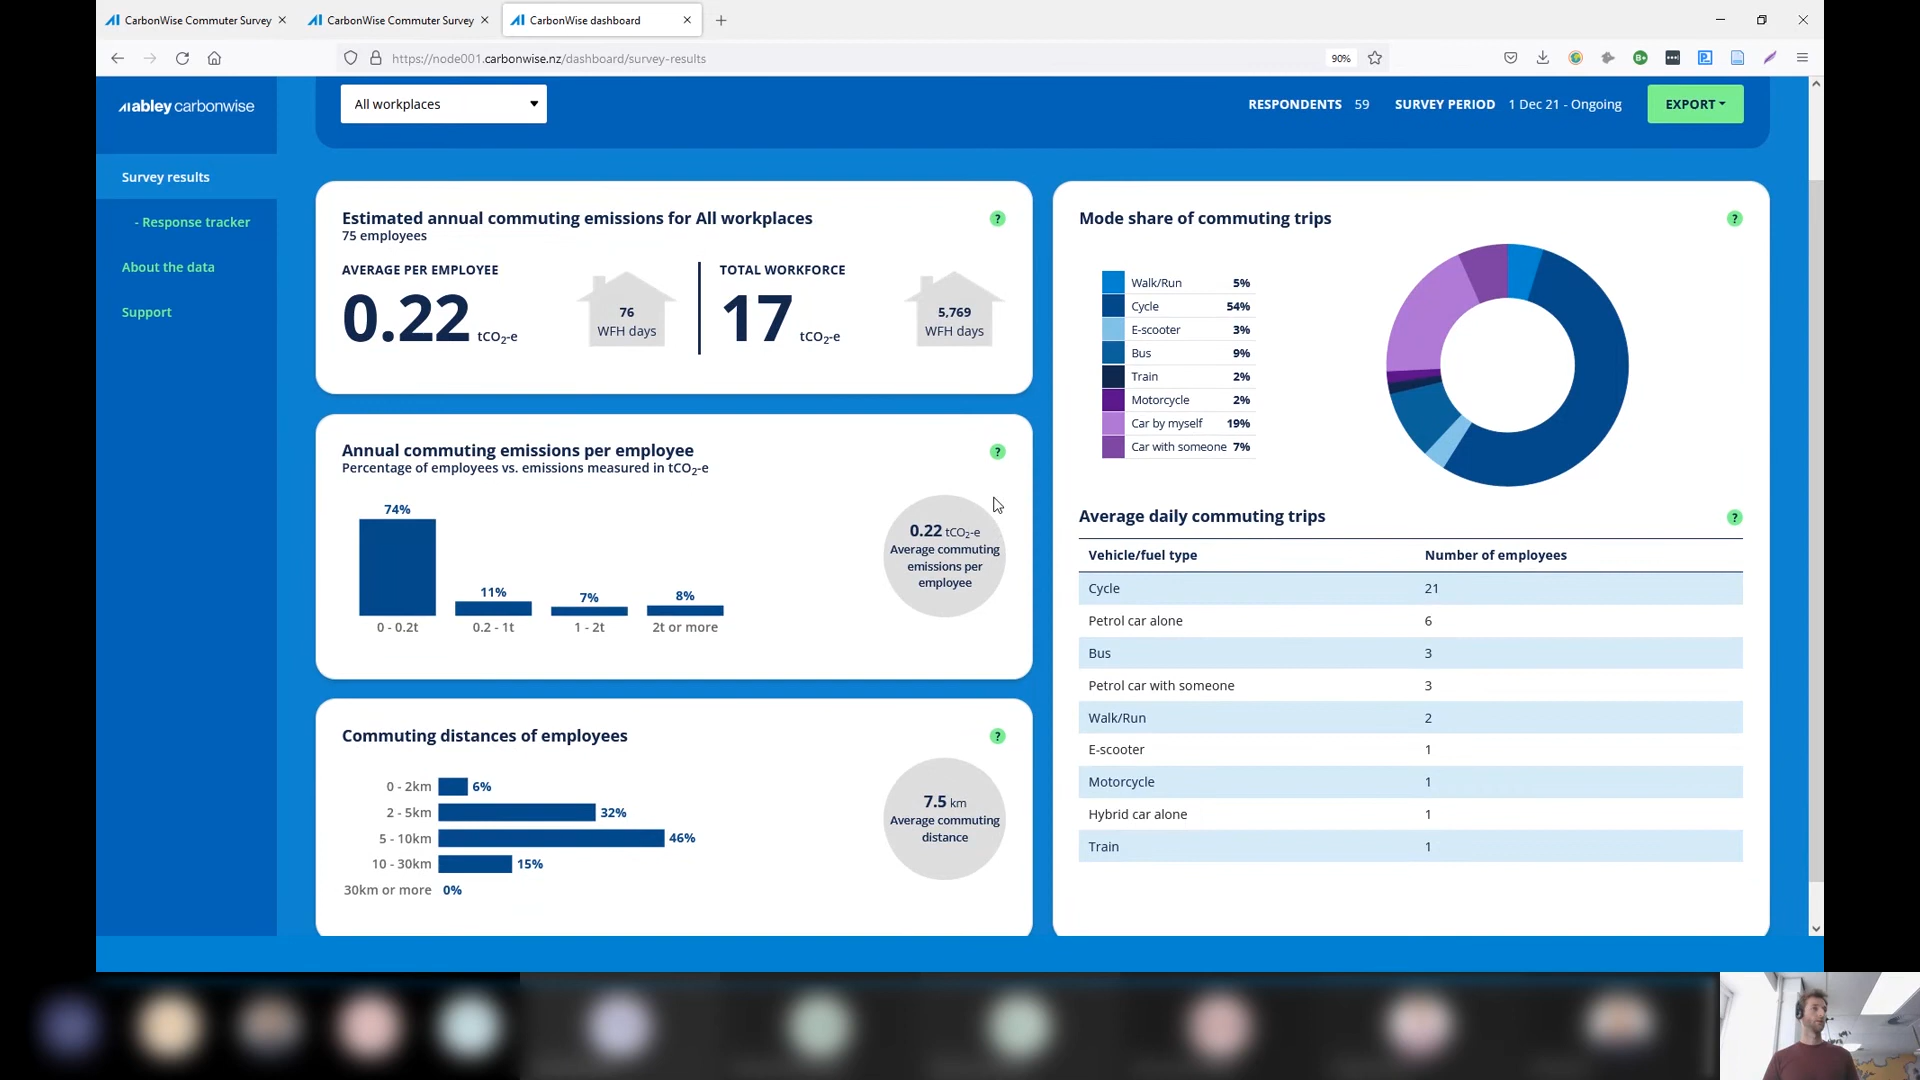 CarbonWise Commuter Survey
CarbonWise Commuter Survey
CarbonWise dashboard
https://node001.carbonwise.nz/dashboard/survey-results
90%
abley carbonwise
All workplaces
RESPONDENTS 59
SURVEY PERIOD 1 Dec 21 - Ongoing
EXPORT
Survey results
- Response tracker
About the data
Support
Estimated annual commuting emissions for All workplaces
?
75 employees
AVERAGE PER EMPLOYEE
0.22 tCO₂-e
76
WFH days
TOTAL WORKFORCE
17 tCO₂-e
5,769
WFH days
Annual commuting emissions per employee
?
Percentage of employees vs. emissions measured in tCO₂-e
74%
11%
7%
8%
0 - 0.2t
0.2 - 1t
1 - 2t
2t or more
0.22 tCO₂-e
Average commuting
emissions per
employee
Commuting distances of employees
?
0 - 2km 6%
2 - 5km 32%
5 - 10km 46%
10 - 30km 15%
30km or more 0%
7.5 km
Average commuting
distance
Mode share of commuting trips
?
Walk/Run 5%
Cycle 54%
E-scooter 3%
Bus 9%
Train 2%
Motorcycle 2%
Car by myself 19%
Car with someone 7%
Average daily commuting trips
?
Vehicle/fuel type Number of employees
Cycle 21
Petrol car alone 6
Bus 3
Petrol car with someone 3
Walk/Run 2
E-scooter 1
Motorcycle 1
Hybrid car alone 1
Train 1